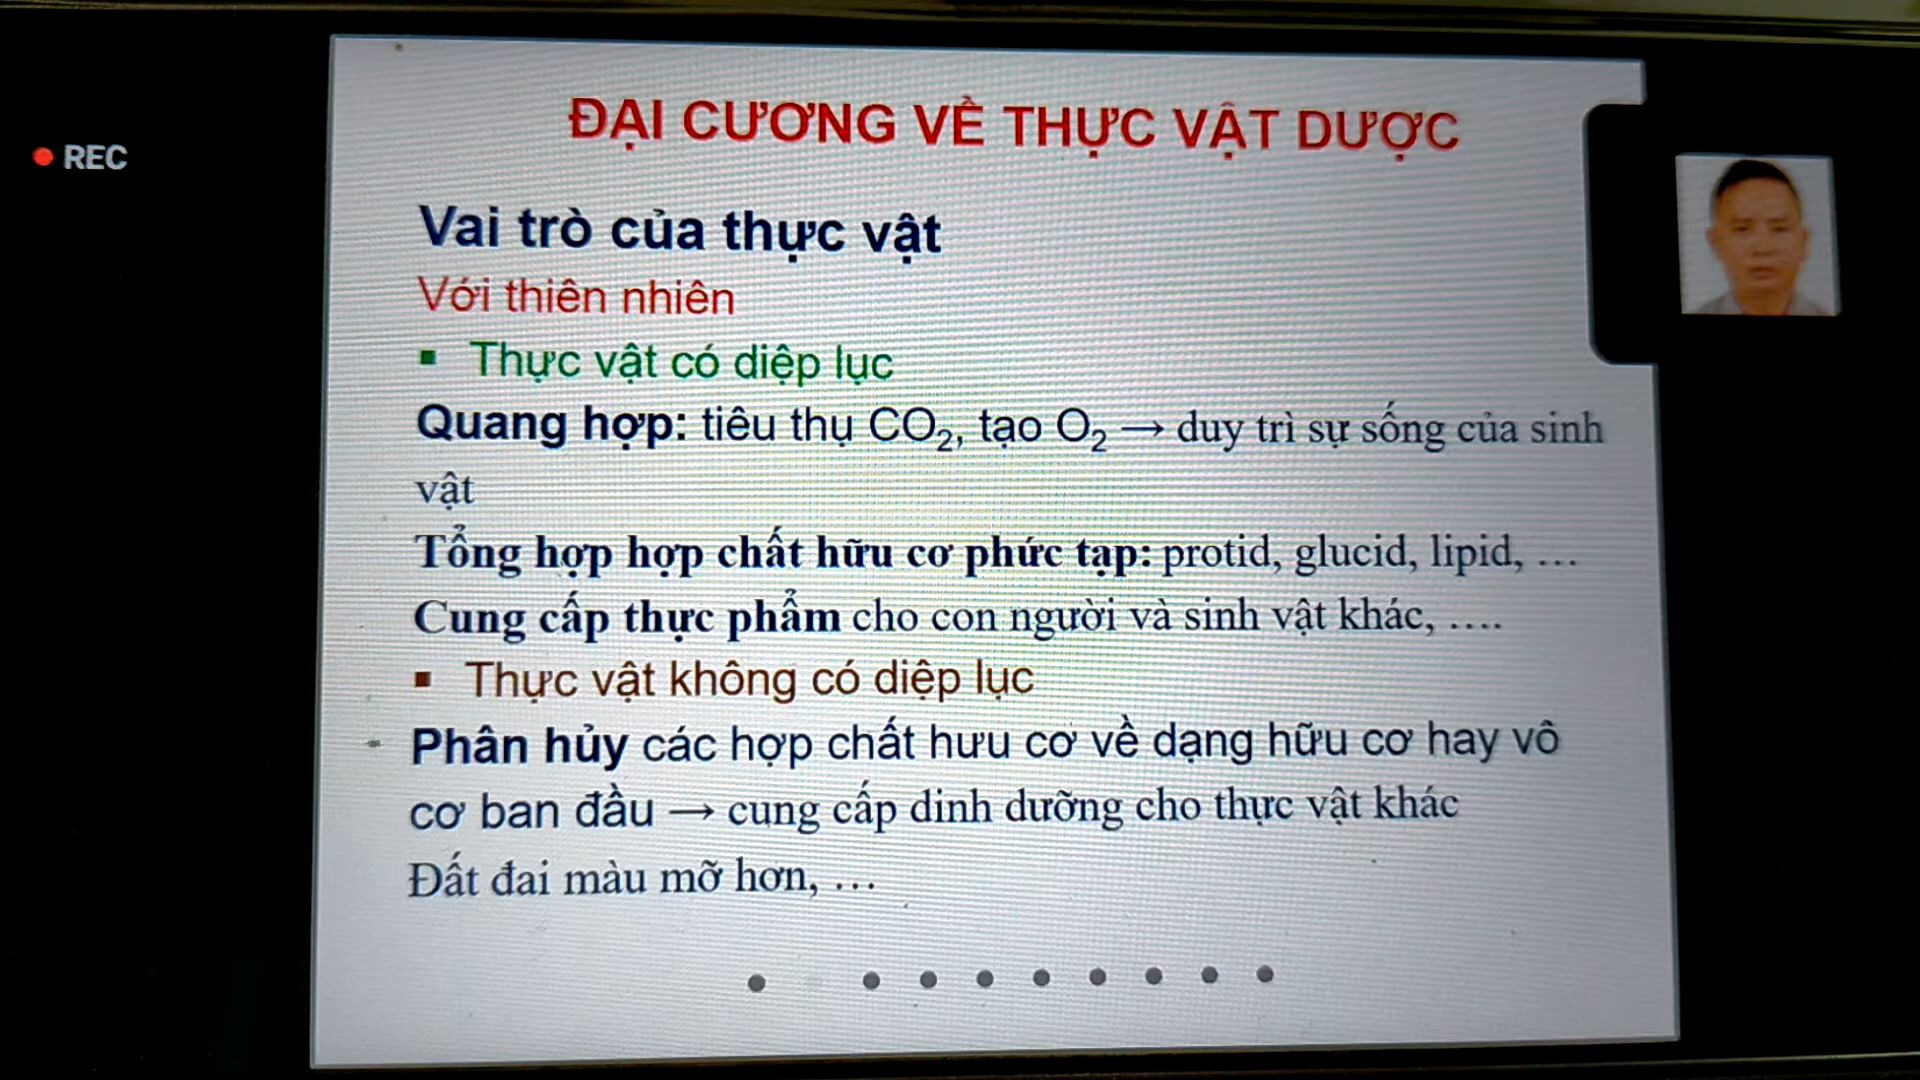 ĐẠI CƯƠNG VỀ THỰC VẬT DƯỢC
REC
Vai trò của thực vật
Với thiên nhiên
▪ Thực vật có diệp lục
Quang hợp: tiêu thụ CO₂, tạo O₂ → duy trì sự sống của sinh
vật
Tổng hợp hợp chất hữu cơ phức tạp: protid, glucid, lipid, …
Cung cấp thực phẩm cho con người và sinh vật khác, ….
▪ Thực vật không có diệp lục
Phân hủy các hợp chất hưu cơ về dạng hữu cơ hay vô
cơ ban đầu → cung cấp dinh dưỡng cho thực vật khác
Đất đai màu mỡ hơn, …